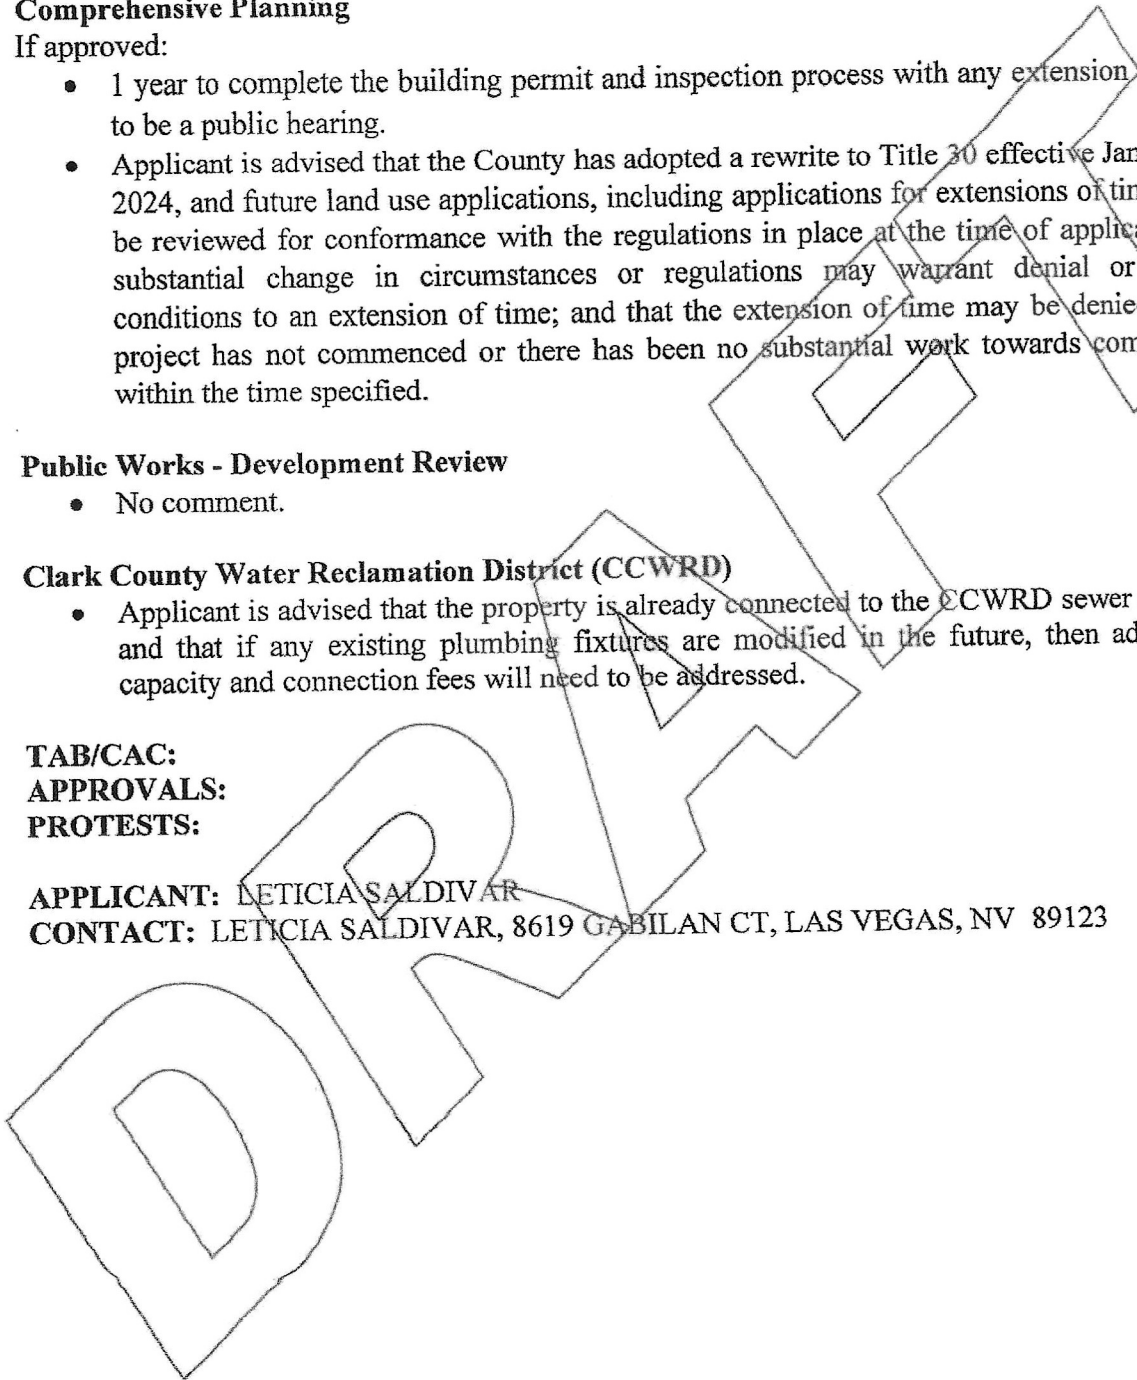 Comprehensive Planning
If approved:
• 1 year to complete the building permit and inspection process with any extension
to be a public hearing.
• Applicant is advised that the County has adopted a rewrite to Title 30 effective Jan
2024, and future land use applications, including applications for extensions of tim
be reviewed for conformance with the regulations in place at the time of applica
substantial change in circumstances or regulations may warrant denial or
conditions to an extension of time; and that the extension of time may be denie
project has not commenced or there has been no substantial work towards com
within the time specified.
Public Works - Development Review
• No comment.
Clark County Water Reclamation District (CCWRD)
• Applicant is advised that the property is already connected to the CCWRD sewer
and that if any existing plumbing fixtures are modified in the future, then ad
capacity and connection fees will need to be addressed.
TAB/CAC:
APPROVALS:
PROTESTS:
APPLICANT: LETICIA SALDIVAR
CONTACT: LETICIA SALDIVAR, 8619 GABILAN CT, LAS VEGAS, NV 89123
DRAFT